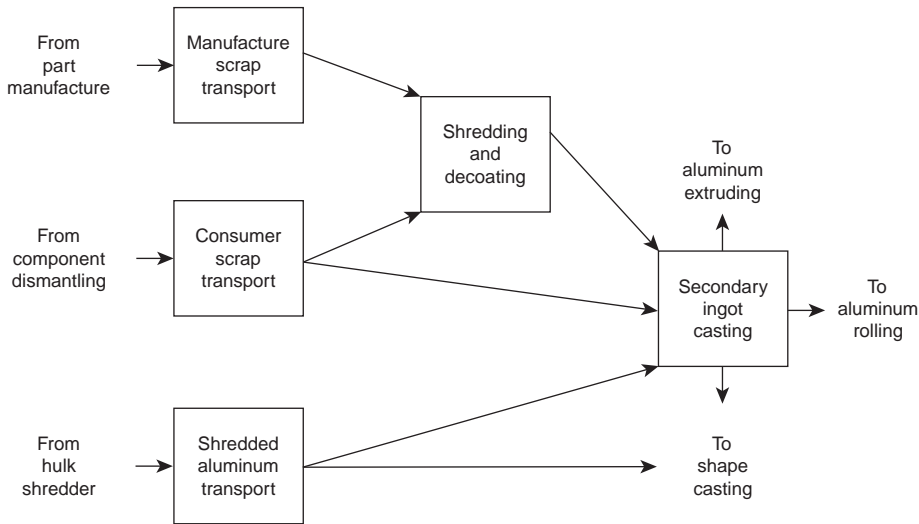 From
part
manufacture
Manufacture
scrap
transport
Shredding
and
decoating
To
aluminum
extruding
From
component
dismantling
Consumer
scrap
transport
Secondary
ingot
casting
To
aluminum
rolling
From
hulk
shredder
Shredded
aluminum
transport
To
shape
casting